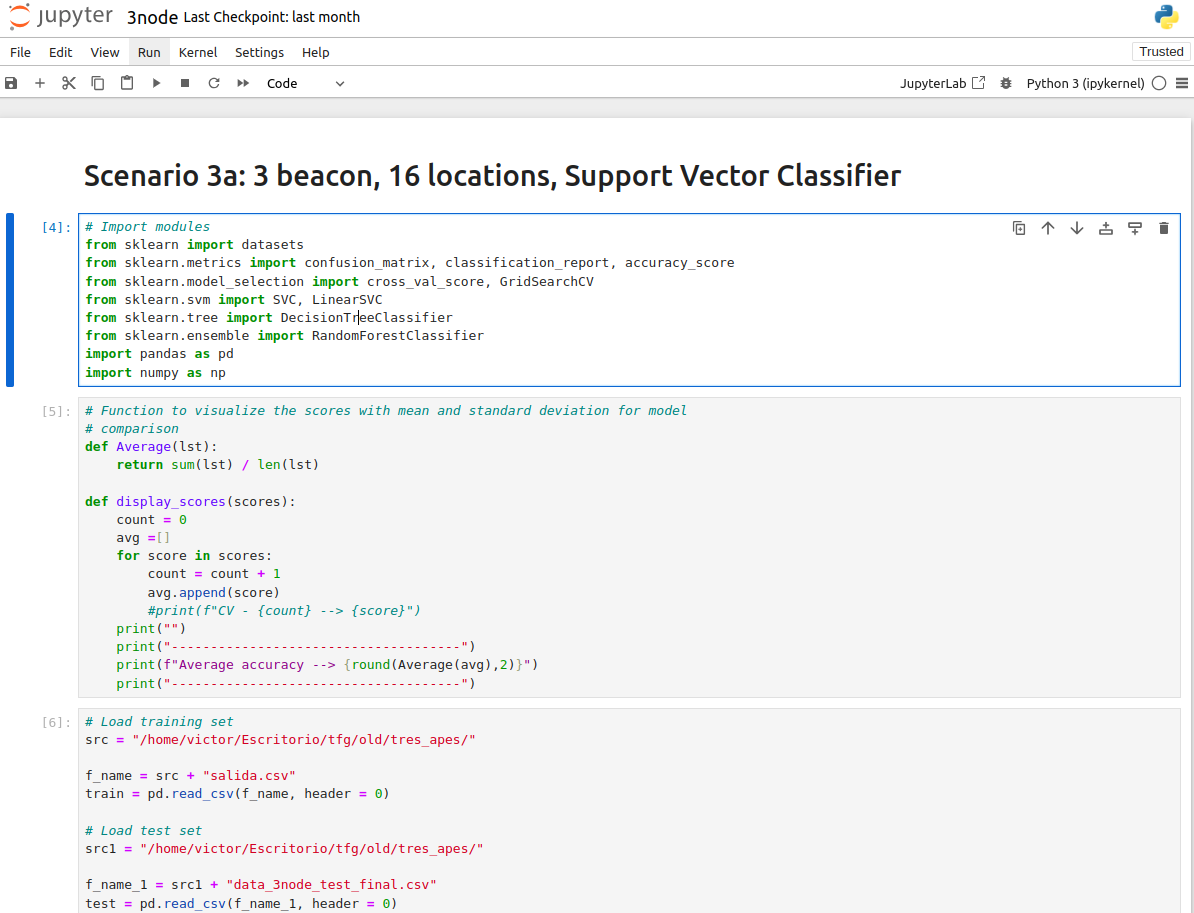 jupyter 3node Last Checkpoint: last month
File Edit View Run Kernel Settings Help Trusted
Code JupyterLab Python 3 (ipykernel)
Scenario 3a: 3 beacon, 16 locations, Support Vector Classifier
[4]: # Import modules
from sklearn import datasets
from sklearn.metrics import confusion_matrix, classification_report, accuracy_score
from sklearn.model_selection import cross_val_score, GridSearchCV
from sklearn.svm import SVC, LinearSVC
from sklearn.tree import DecisionTreeClassifier
from sklearn.ensemble import RandomForestClassifier
import pandas as pd
import numpy as np
[5]: # Function to visualize the scores with mean and standard deviation for model
# comparison
def Average(lst):
    return sum(lst) / len(lst)

def display_scores(scores):
    count = 0
    avg =[]
    for score in scores:
        count = count + 1
        avg.append(score)
        #print(f"CV - {count} --> {score}")
    print("")
    print("-------------------------------------")
    print(f"Average accuracy --> {round(Average(avg),2)}")
    print("-------------------------------------")
[6]: # Load training set
src = "/home/victor/Escritorio/tfg/old/tres_apes/"

f_name = src + "salida.csv"
train = pd.read_csv(f_name, header = 0)

# Load test set
src1 = "/home/victor/Escritorio/tfg/old/tres_apes/"

f_name_1 = src1 + "data_3node_test_final.csv"
test = pd.read_csv(f_name_1, header = 0)